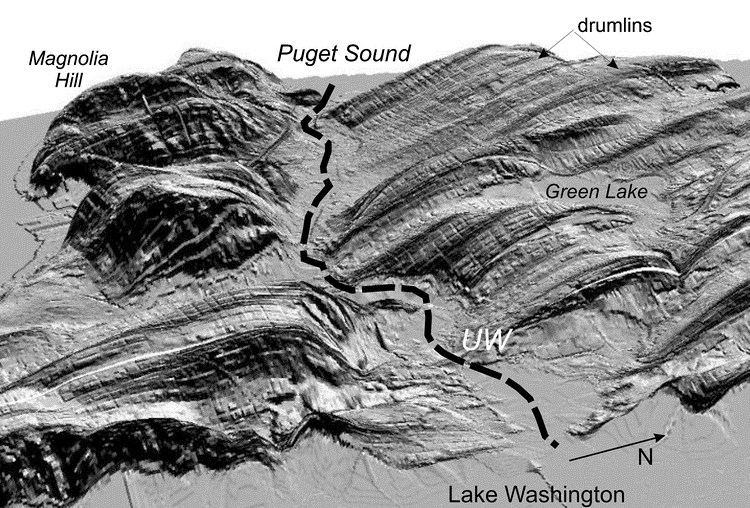 drumlins
Puget Sound
Magnolia
Hill
Green Lake
UW
N
Lake Washington